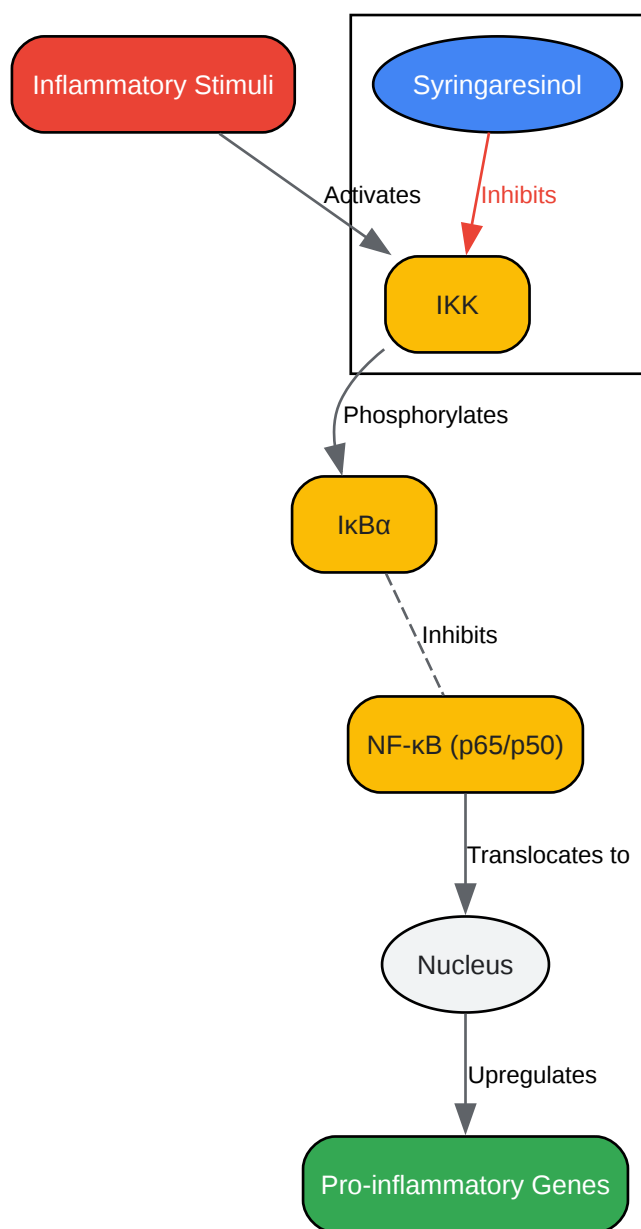 Inflammatory Stimuli
Syringaresinol
Activates
Inhibits
IKK
Phosphorylates
IκBα
Inhibits
NF-κB (p65/p50)
Translocates to
Nucleus
Upregulates
Pro-inflammatory Genes